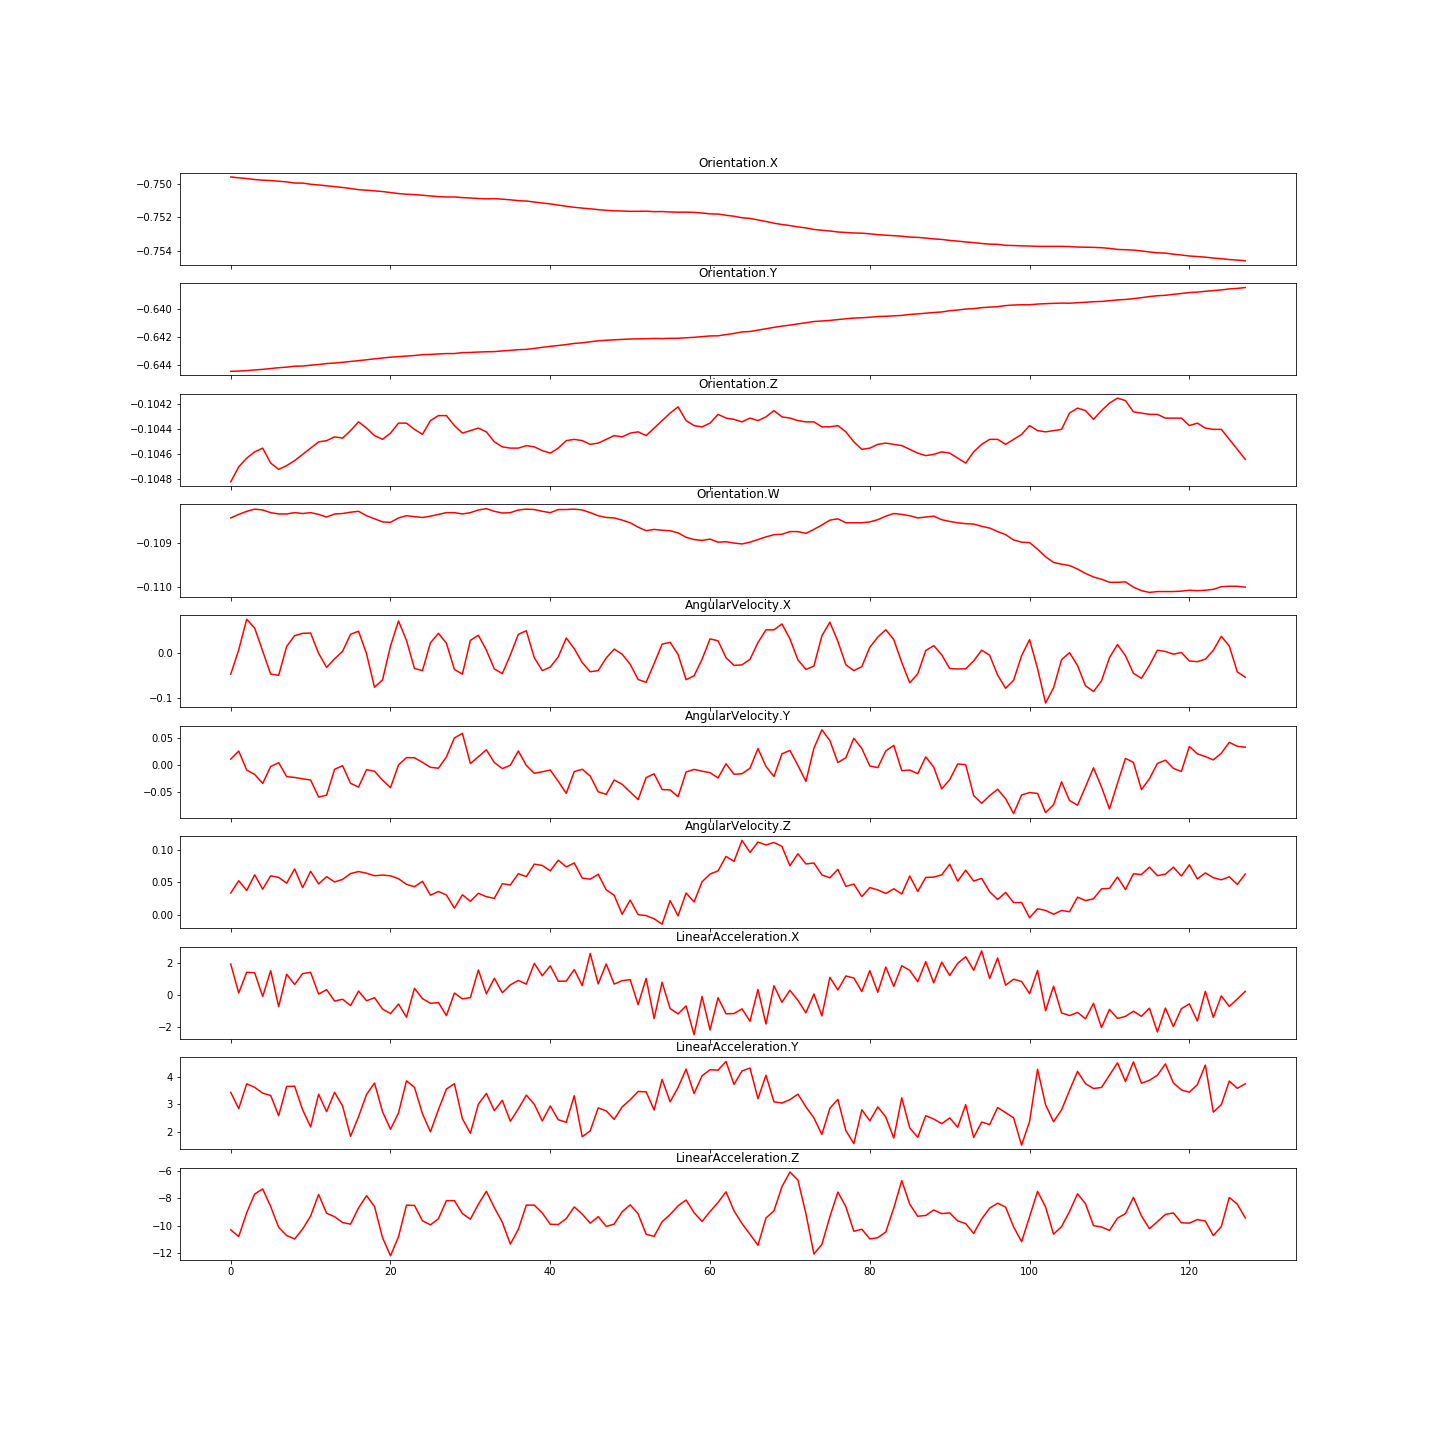 Orientation.X
−0.750
−0.752
−0.754
Orientation.Y
−0.640
−0.642
−0.644
Orientation.Z
−0.1042
−0.1044
−0.1046
−0.1048
Orientation.W
−0.109
−0.110
AngularVelocity.X
0.0
−0.1
AngularVelocity.Y
0.05
0.00
−0.05
AngularVelocity.Z
0.10
0.05
0.00
LinearAcceleration.X
2
0
−2
LinearAcceleration.Y
4
3
2
LinearAcceleration.Z
−6
−8
−10
−12
0 20 40 60 80 100 120